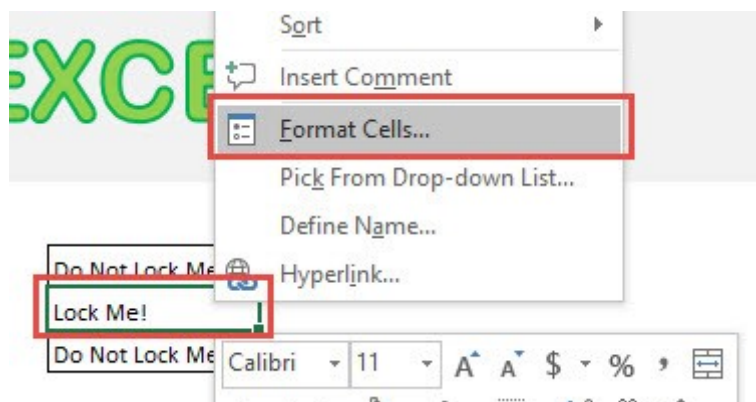 EXCE
Sort
Insert Comment
Format Cells...
Pick From Drop-down List...
Define Name...
Hyperlink...
Do Not Lock Me
Lock Me!
Do Not Lock Me
Calibri 11 A A $ % ,